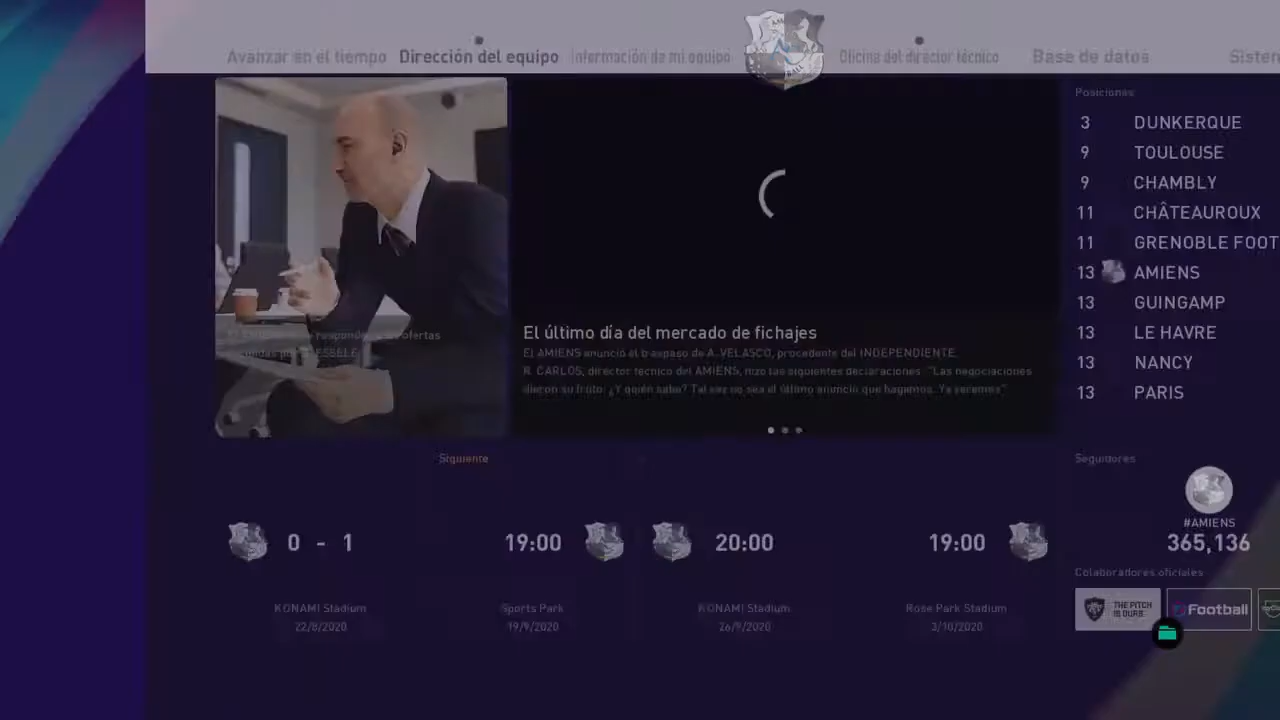 Avanzar en el tiempo
Dirección del equipo
Información de mi equipo
Oficina del director técnico
Base de datos
Sistem
Posiciones
3 DUNKERQUE
9 TOULOUSE
9 CHAMBLY
11 CHÂTEAUROUX
11 GRENOBLE FOOT
13 AMIENS
13 GUINGAMP
13 LE HAVRE
13 NANCY
13 PARIS
ofertas
El último día del mercado de fichajes
El AMIENS anunció el traspaso de A. VELASCO, procedente del INDEPENDIENTE.
R. CARLOS, director técnico del AMIENS, hizo las siguientes declaraciones: "Las negociaciones
dieron su fruto. ¿Y quién sabe? Tal vez no sea el último anuncio que hagamos. Ya veremos".
Siguiente
0 - 1
19:00
20:00
19:00
KONAMI Stadium
22/8/2020
Sports Park
19/9/2020
KONAMI Stadium
26/9/2020
Rose Park Stadium
3/10/2020
Seguidores
#AMIENS
365,136
Colaboradores oficiales
THE PITCH
IS OURS
eFootball